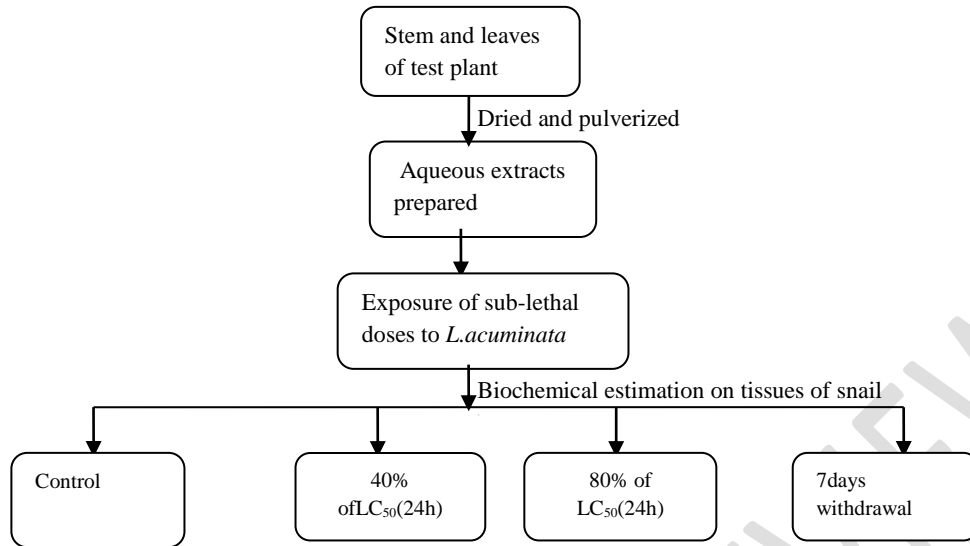 Stem and leaves
of test plant
Dried and pulverized
Aqueous extracts
prepared
Exposure of sub-lethal
doses to L.acuminata
Biochemical estimation on tissues of snail
Control
40%
ofLC₅₀(24h)
80% of
LC₅₀(24h)
7days
withdrawal